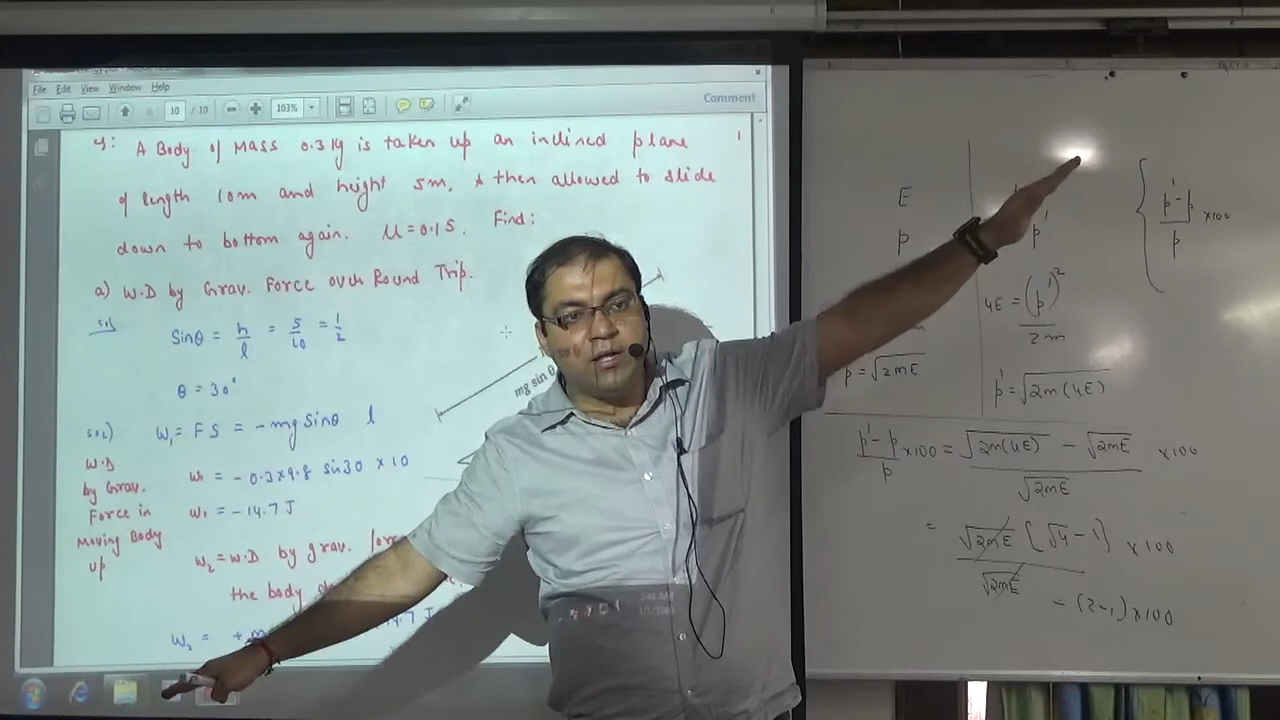 File Edit View Window Help
10 / 10 103% Comment
A Body of Mass 0.3 kg is taken up an inclined plane
of length 10m and height 5m, & then allowed to slide
down to bottom again. μ = 0.15. Find:
a) W.D by Grav. Force over Round Trip.
sol
Sinθ = h/l = 5/10 = 1/2
θ = 30°
sol) W₁ = F S = -mg Sinθ l
W.D
by Grav.
Force in
Moving Body
up
W₁ = -0.3×9.8 sin30 ×10
W₁ = -14.7 J
W₂ = W.D by grav.
the body
W₂ = +
mg sin θ
E
p
p'
{ p'-p/p ×100
4E = (p')²/2m
p = √2mE
p' = √2m(4E)
p'-p/p ×100 = √2m(4E) - √2mE/√2mE ×100
= √2mE [√4-1]/√2mE ×100
= (2-1)×100